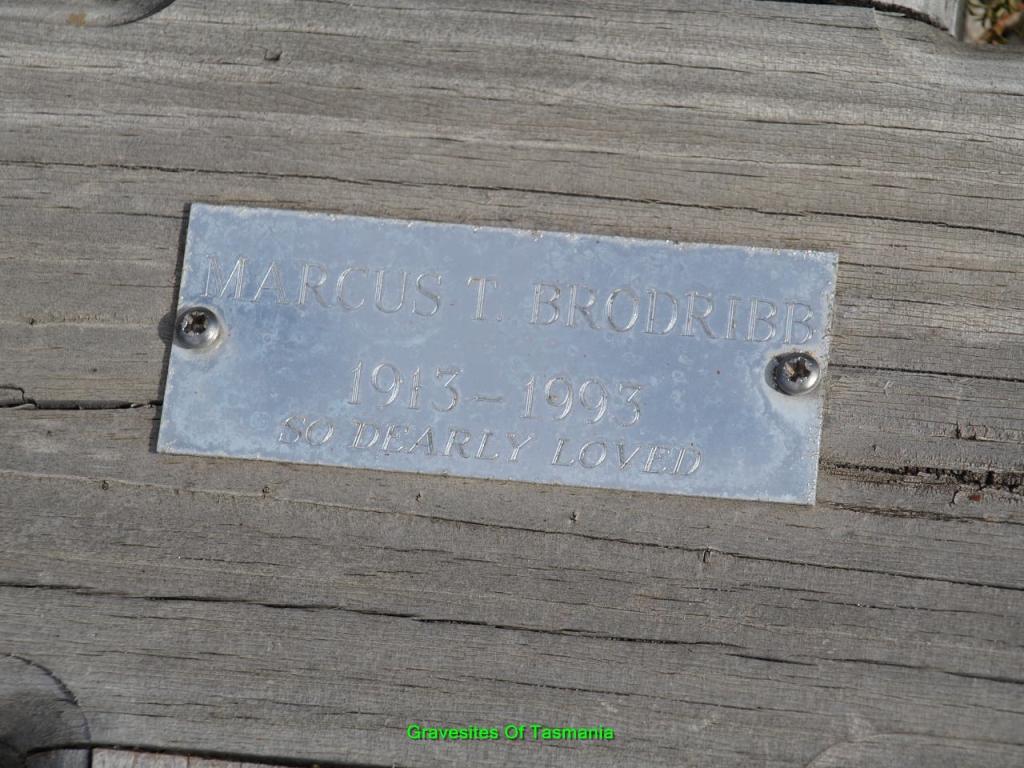 MARCUS T. BRODRIBB
1913 - 1993
SO DEARLY LOVED
Gravesites Of Tasmania